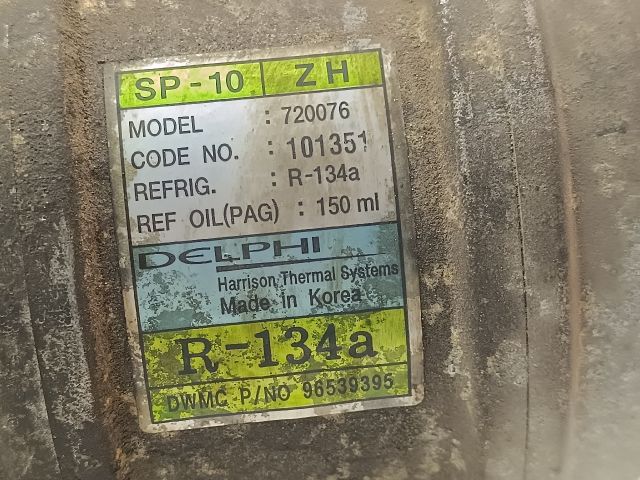 SP-10 ZH
MODEL : 720076
CODE NO. : 101351
REFRIG. : R-134a
REF OIL(PAG) : 150 ml
DELPHI
Harrison Thermal Systems
Made in Korea
R-134a
DWMC P/NO 96539395